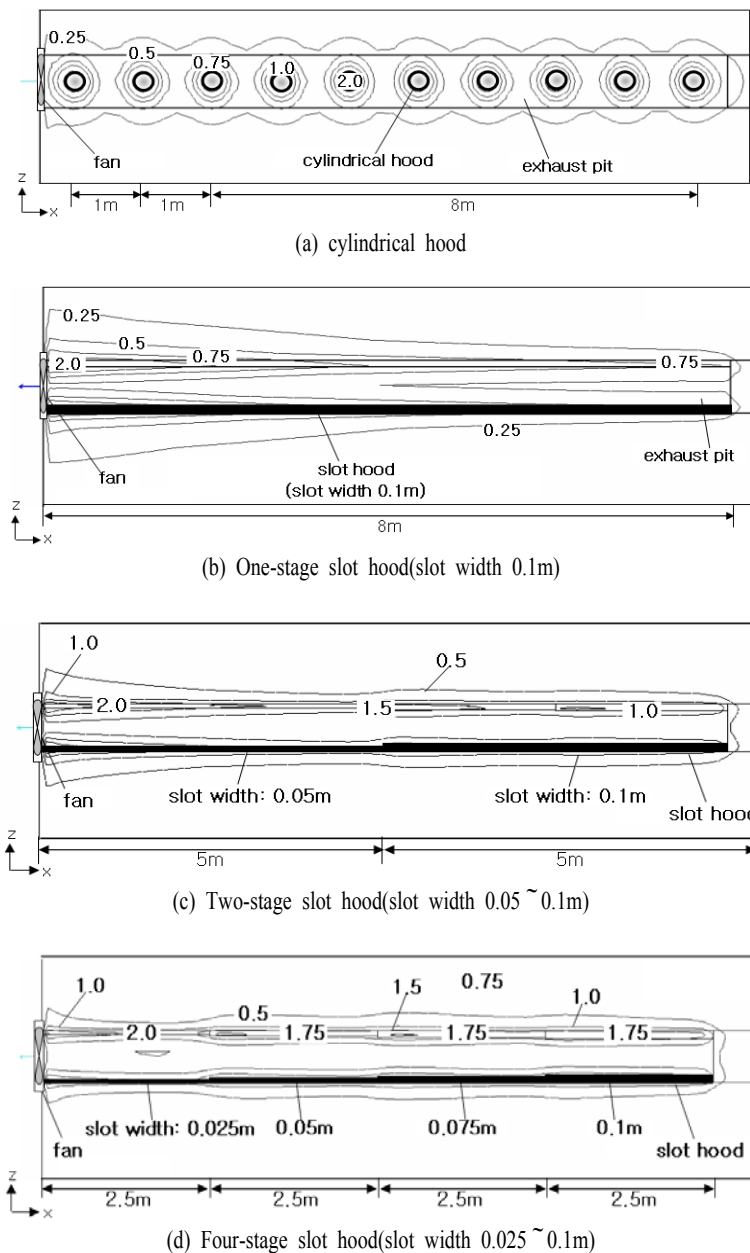 0.25
0.5
0.75
1.0
2.0
fan
cylindrical hood
exhaust pit
z
x
1m
1m
8m
(a) cylindrical hood
0.25
0.5
0.75
2.0
0.75
0.25
fan
slot hood
(slot width 0.1m)
exhaust pit
z
x
8m
(b) One-stage slot hood(slot width 0.1m)
1.0
0.5
2.0
1.5
1.0
fan
slot width: 0.05m
slot width: 0.1m
slot hood
z
x
5m
5m
(c) Two-stage slot hood(slot width 0.05~0.1m)
1.0
0.5
1.5
0.75
1.0
2.0
1.75
1.75
1.75
slot width: 0.025m
0.05m
0.075m
0.1m
fan
slot hood
z
x
2.5m
2.5m
2.5m
2.5m
(d) Four-stage slot hood(slot width 0.025~0.1m)